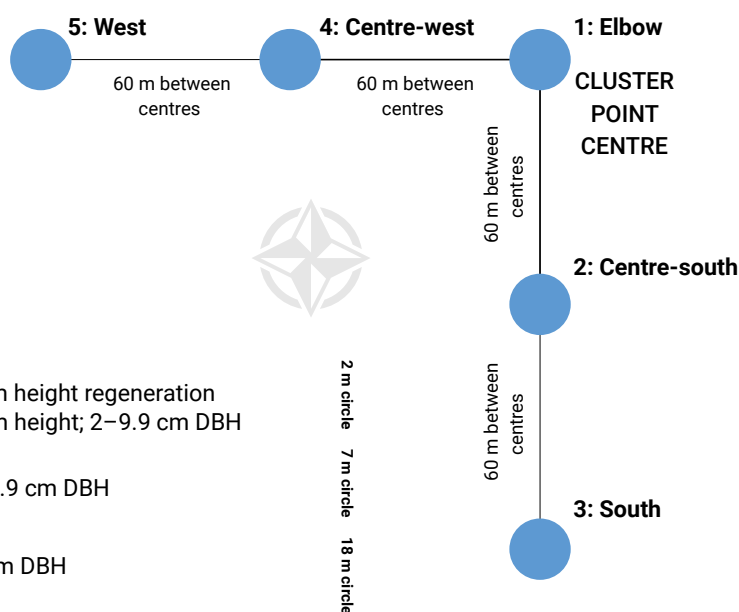 5: West
4: Centre-west
1: Elbow
60 m between
centres
60 m between
centres
CLUSTER
POINT
CENTRE
60 m between
centres
2: Centre-south
height regeneration
height; 2–9.9 cm DBH
.9 cm DBH
DBH
2 m circle
7 m circle
18 m circle
60 m between
centres
3: South